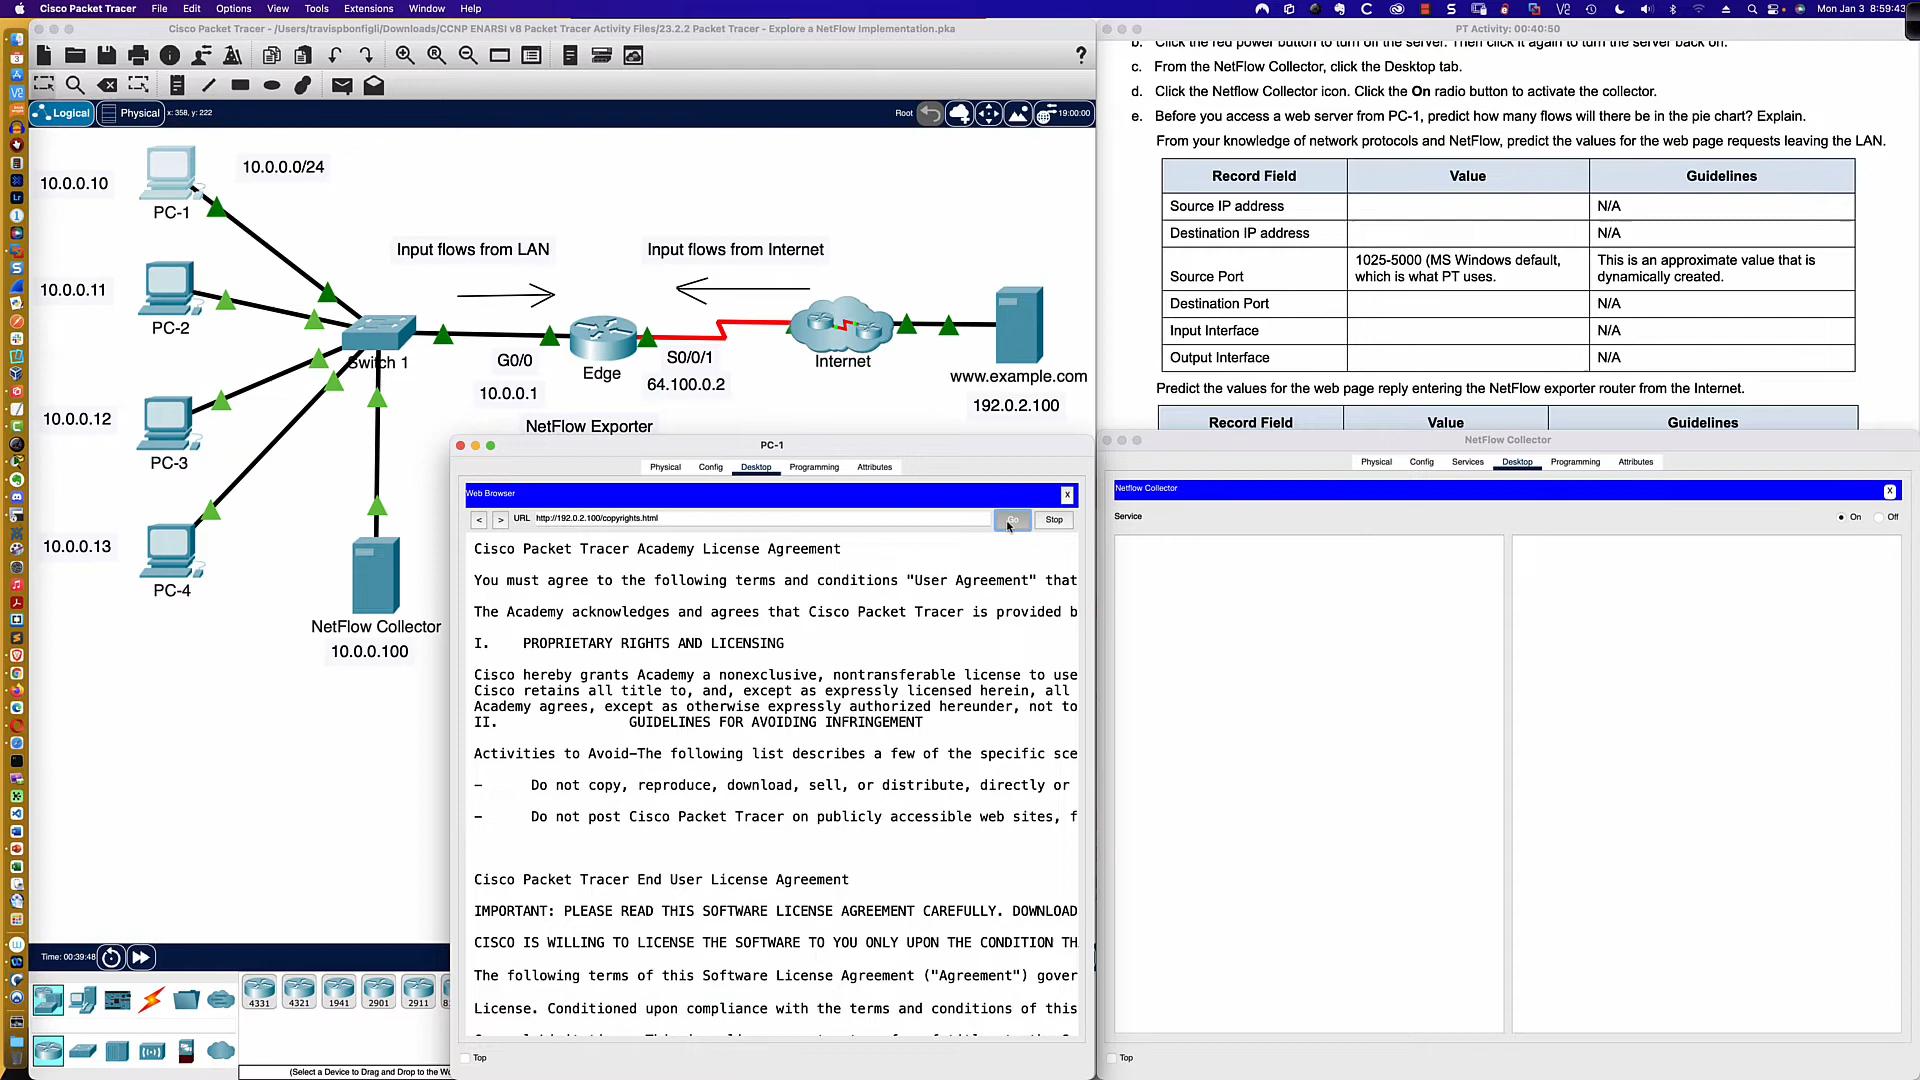 Cisco Packet Tracer File Edit Options View Tools Extensions Window Help
Mon Jan 3 8:59:43
Cisco Packet Tracer - /Users/travispbonfigli/Downloads/CCNP ENARSI v8 Packet Tracer Activity Files/23.2.2 Packet Tracer - Explore a NetFlow Implementation.pka
Logical
Physical
x: 358, y: 222
Root
19:00:00
10.0.0.10
10.0.0.0/24
PC-1
10.0.0.11
PC-2
10.0.0.12
PC-3
10.0.0.13
PC-4
Input flows from LAN
Input flows from Internet
Switch 1
G0/0
10.0.0.1
Edge
S0/0/1
64.100.0.2
Internet
www.example.com
192.0.2.100
NetFlow Exporter
NetFlow Collector
10.0.0.100
Time: 00:39:48
4331
4321
1941
2901
2911
(Select a Device to Drag and Drop to the Wo
PT Activity: 00:40:50
b. Click the red power button to turn off the server. Then click it again to turn the server back on.
c. From the NetFlow Collector, click the Desktop tab.
d. Click the Netflow Collector icon. Click the On radio button to activate the collector.
e. Before you access a web server from PC-1, predict how many flows will there be in the pie chart? Explain.
From your knowledge of network protocols and NetFlow, predict the values for the web page requests leaving the LAN.
Record Field Value Guidelines
Source IP address N/A
Destination IP address N/A
Source Port 1025-5000 (MS Windows default, which is what PT uses. This is an approximate value that is dynamically created.
Destination Port N/A
Input Interface N/A
Output Interface N/A
Predict the values for the web page reply entering the NetFlow exporter router from the Internet.
Record Field Value Guidelines
PC-1
Physical Config Desktop Programming Attributes
Web Browser
X
< > URL http://192.0.2.100/copyrights.html Go Stop
Cisco Packet Tracer Academy License Agreement
You must agree to the following terms and conditions "User Agreement" that
The Academy acknowledges and agrees that Cisco Packet Tracer is provided b
I. PROPRIETARY RIGHTS AND LICENSING
Cisco hereby grants Academy a nonexclusive, nontransferable license to use
Cisco retains all title to, and, except as expressly licensed herein, all
Academy agrees, except as otherwise expressly authorized hereunder, not to
II. GUIDELINES FOR AVOIDING INFRINGEMENT
Activities to Avoid—The following list describes a few of the specific sce
– Do not copy, reproduce, download, sell, or distribute, directly or
– Do not post Cisco Packet Tracer on publicly accessible web sites, f
Cisco Packet Tracer End User License Agreement
IMPORTANT: PLEASE READ THIS SOFTWARE LICENSE AGREEMENT CAREFULLY. DOWNLOAD
CISCO IS WILLING TO LICENSE THE SOFTWARE TO YOU ONLY UPON THE CONDITION TH
The following terms of this Software License Agreement ("Agreement") gover
License. Conditioned upon compliance with the terms and conditions of this
Top
NetFlow Collector
Physical Config Services Desktop Programming Attributes
Netflow Collector
X
Service On Off
Top